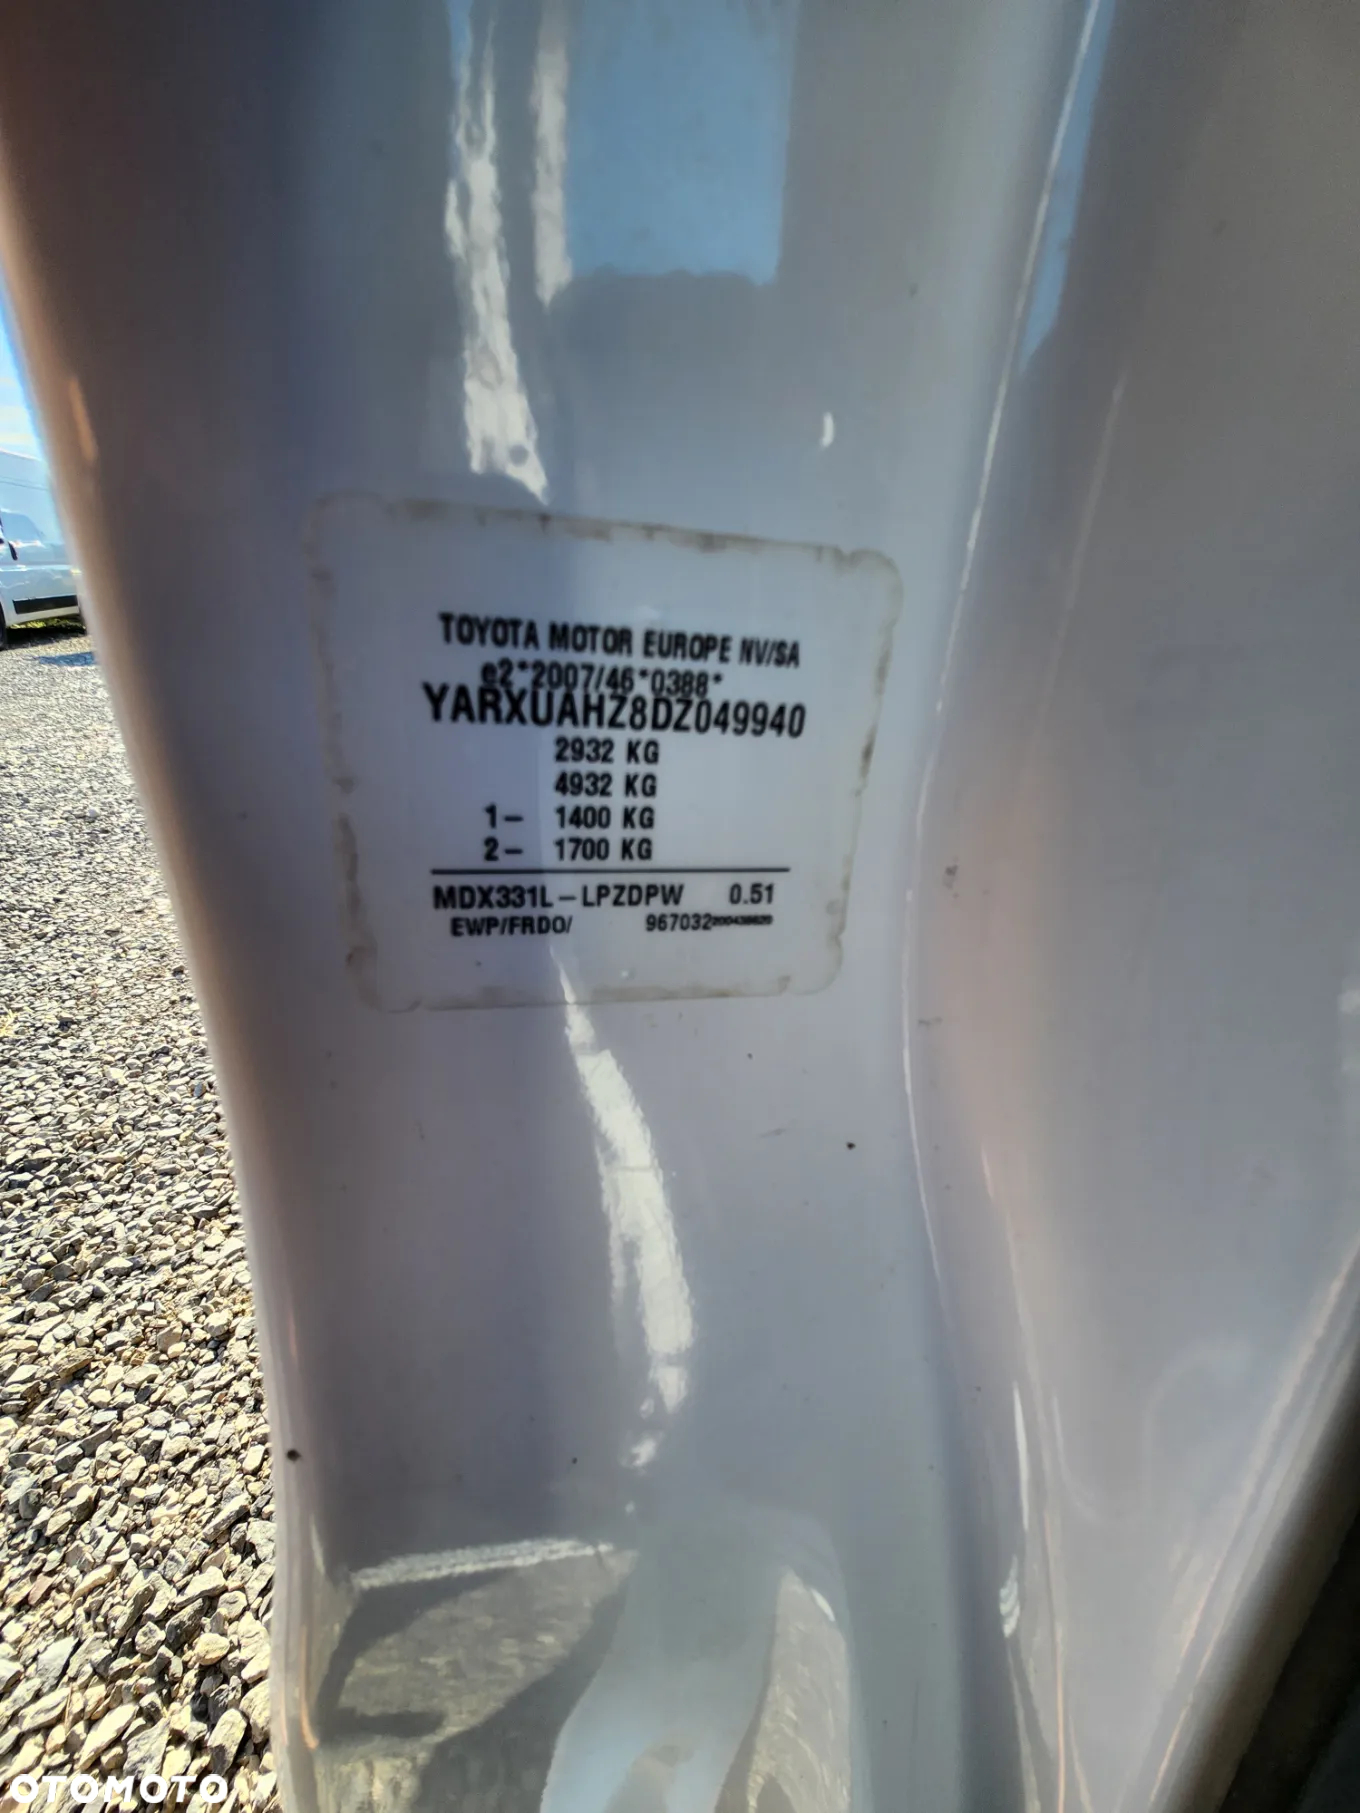 TOYOTA MOTOR EUROPE NV/SA
e2*2007/46*0388*
YARXUAHZ8DZ049940
2932 KG
4932 KG
1- 1400 KG
2- 1700 KG
MDX331L-LPZDPW 0.51
EWP/FRDO/ 967032
OTOMOTO